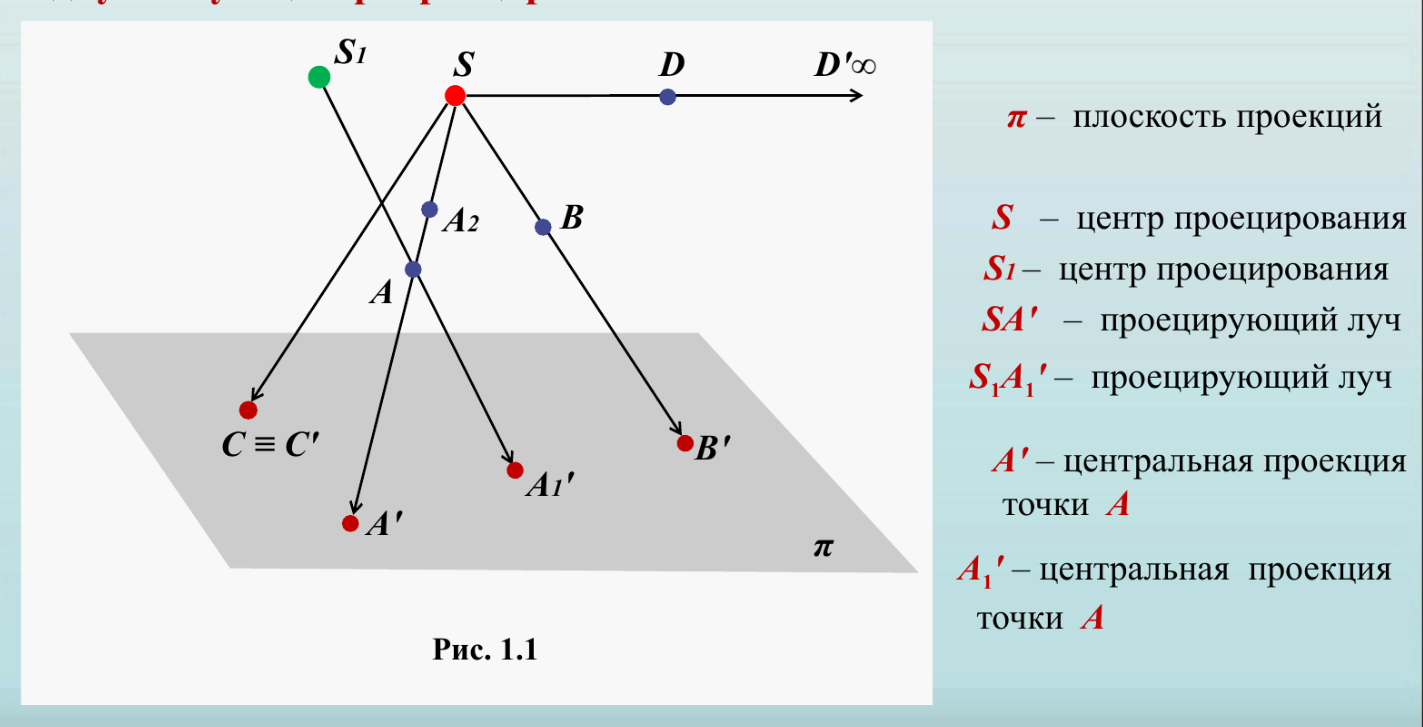 S1
S
D
D'∞
A2
B
A
C ≡ C'
A1'
B'
A'
π
Рис. 1.1
π – плоскость проекций
S – центр проецирования
S1 – центр проецирования
SA' – проецирующий луч
S1A1' – проецирующий луч
A' – центральная проекция
точки A
A1' – центральная проекция
точки A